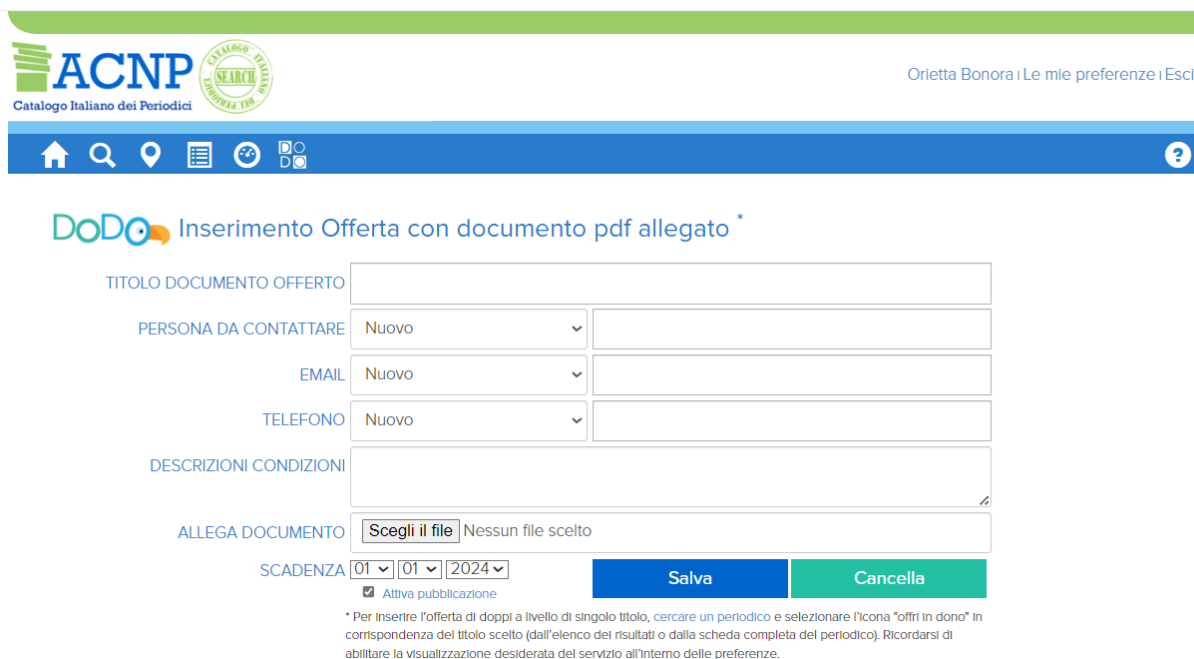 ACNP
CATALOGO ITALIANO DEI PERIODICI
SEARCH
Catalogo Italiano dei Periodici
Orietta Bonora | Le mie preferenze | Esci
DO
DO
?
DoDo Inserimento Offerta con documento pdf allegato *
TITOLO DOCUMENTO OFFERTO
PERSONA DA CONTATTARE Nuovo
EMAIL Nuovo
TELEFONO Nuovo
DESCRIZIONI CONDIZIONI
ALLEGA DOCUMENTO Scegli il file Nessun file scelto
SCADENZA 01 01 2024 Salva Cancella
Attiva pubblicazione
* Per inserire l'offerta di doppi a livello di singolo titolo, cercare un periodico e selezionare l'icona "offri in dono" in
corrispondenza del titolo scelto (dall'elenco dei risultati o dalla scheda completa del periodico). Ricordarsi di
abilitare la visualizzazione desiderata del servizio all'interno delle preferenze.